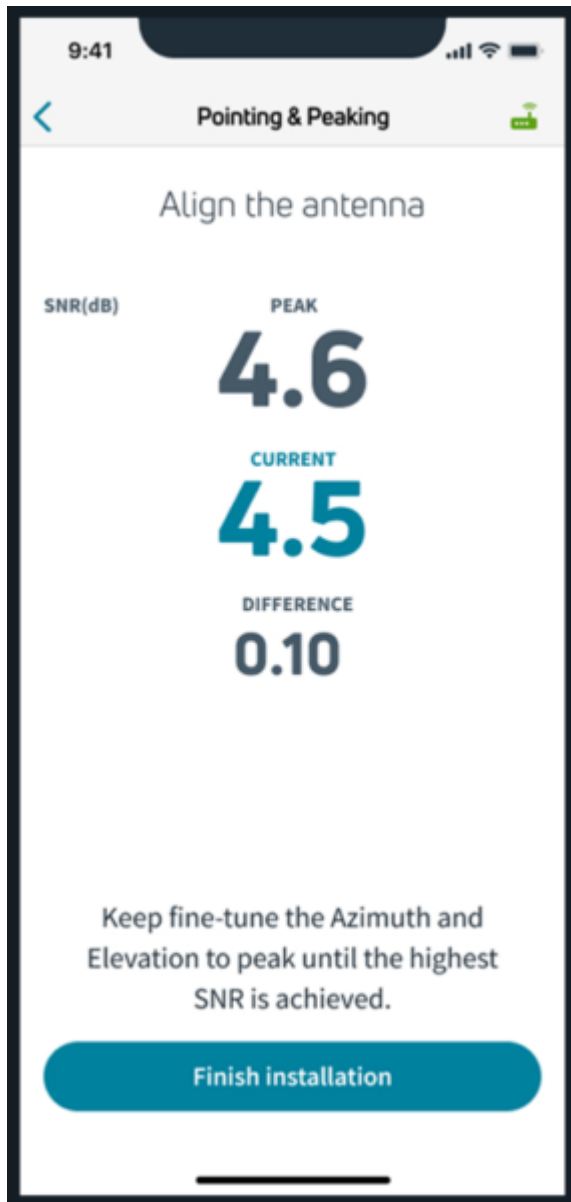 9:41
Pointing & Peaking
Align the antenna
SNR(dB)
PEAK
4.6
CURRENT
4.5
DIFFERENCE
0.10
Keep fine-tune the Azimuth and
Elevation to peak until the highest
SNR is achieved.
Finish installation